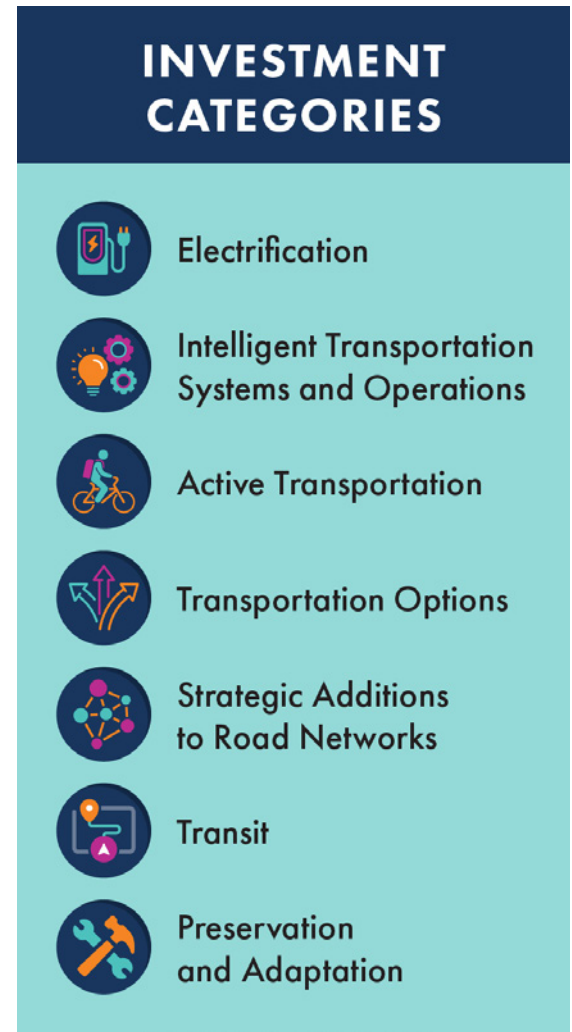 INVESTMENT
CATEGORIES
Electrification
Intelligent Transportation
Systems and Operations
Active Transportation
Transportation Options
Strategic Additions
to Road Networks
Transit
Preservation
and Adaptation